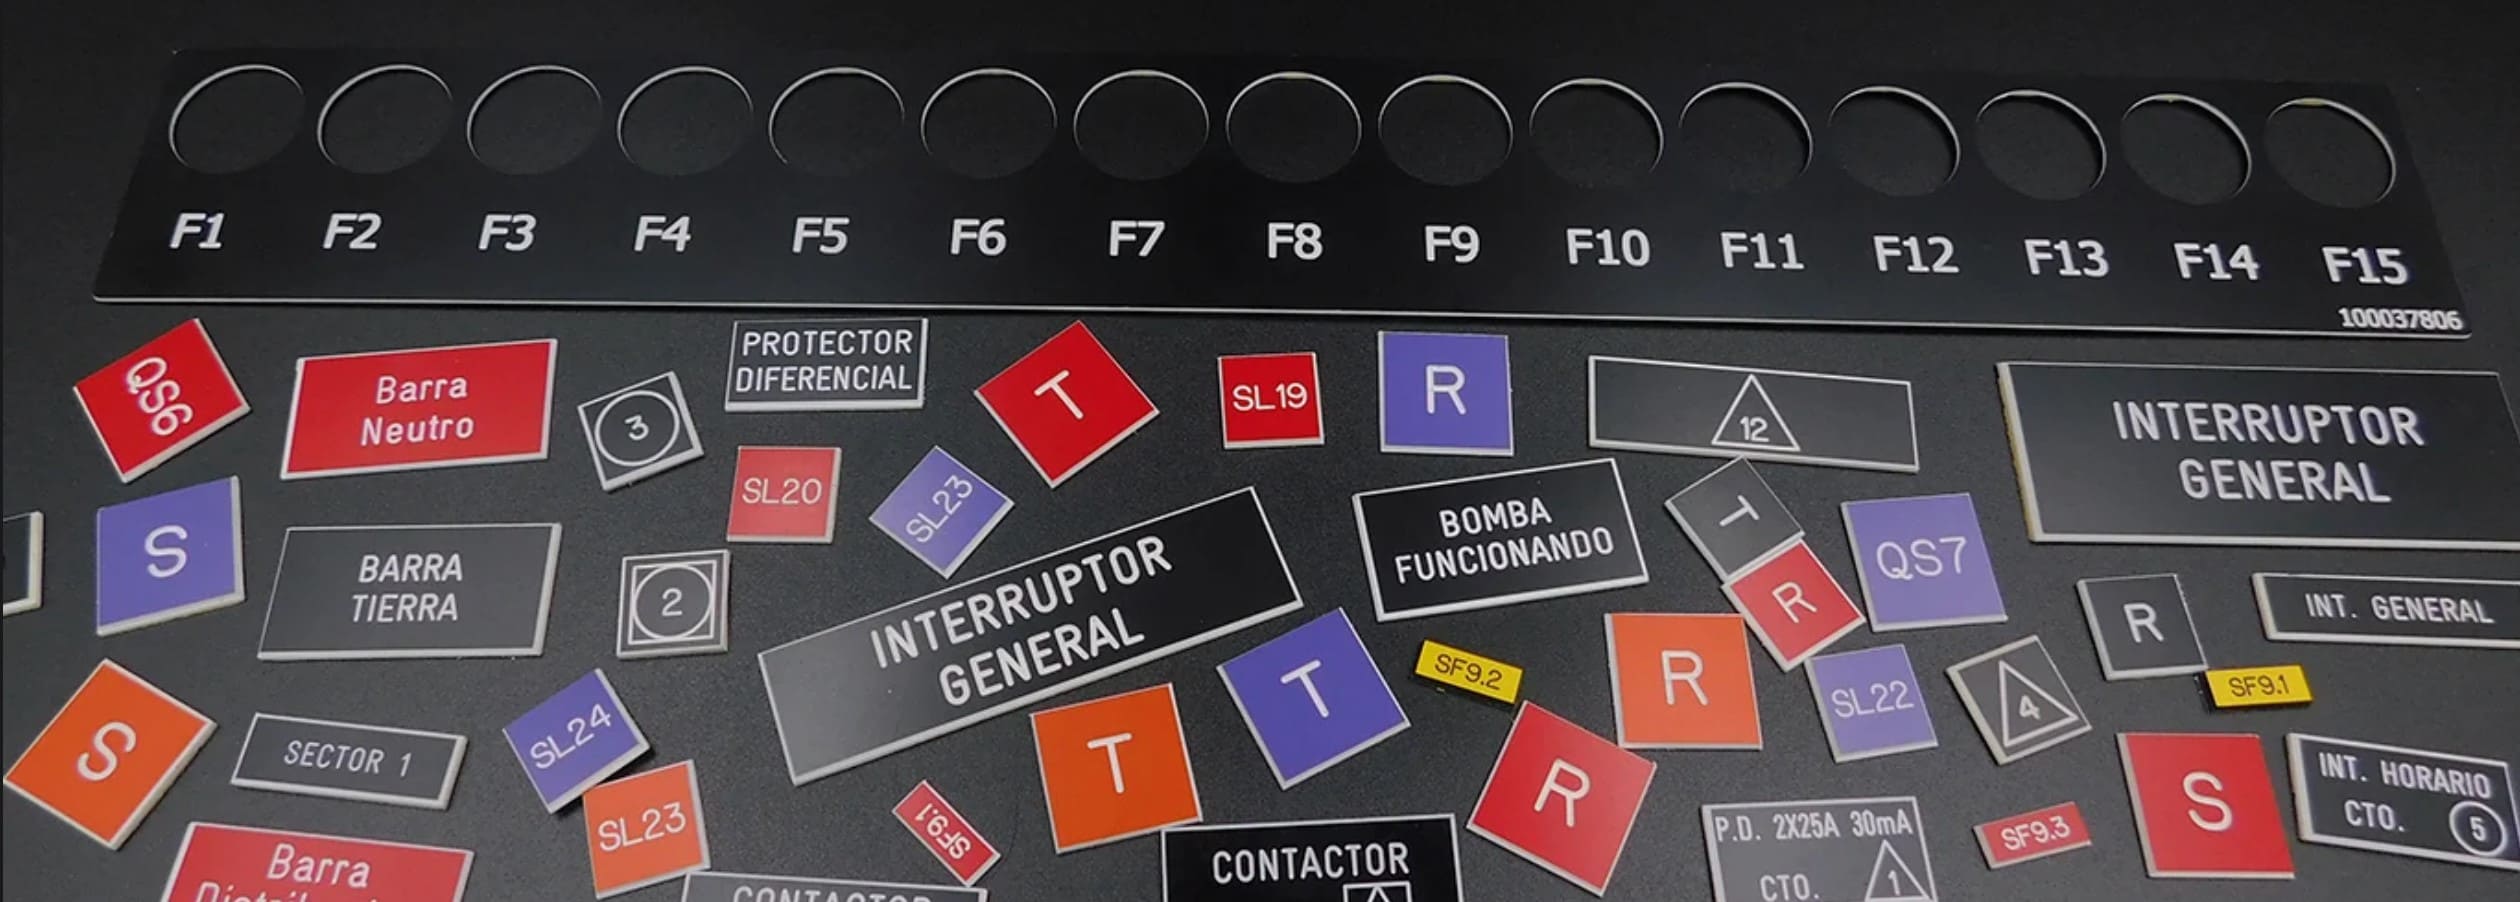 F1 F2 F3 F4 F5 F6 F7 F8 F9 F10 F11 F12 F13 F14 F15
100037806
QS6
Barra
Neutro
3
PROTECTOR
DIFERENCIAL
T
SL19
R
12
INTERRUPTOR
GENERAL
S
BARRA
TIERRA
2
SL20
SL23
INTERRUPTOR
GENERAL
BOMBA
FUNCIONANDO
T
R
QS7
R
INT. GENERAL
S
SECTOR 1
SL24
SL23
SF9.1
T
T
SF9.2
R
R
SL22
4
SF9.1
S
INT. HORARIO
CTO. 5
Barra
CONTACTOR
CONTACTOR
P.D. 2X25A 30mA
CTO. 1
SF9.3